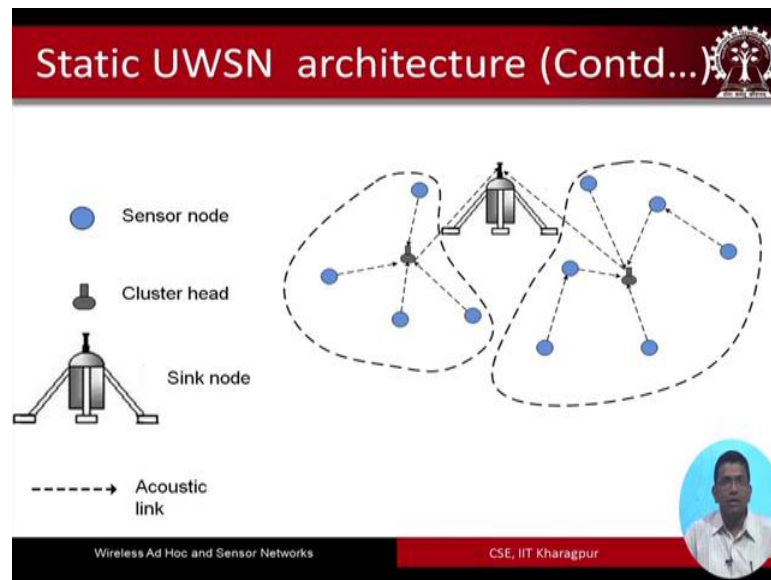 Static UWSN architecture (Contd...)
Sensor node
Cluster head
Sink node
Acoustic
link
Wireless Ad Hoc and Sensor Networks
CSE, IIT Kharagpur